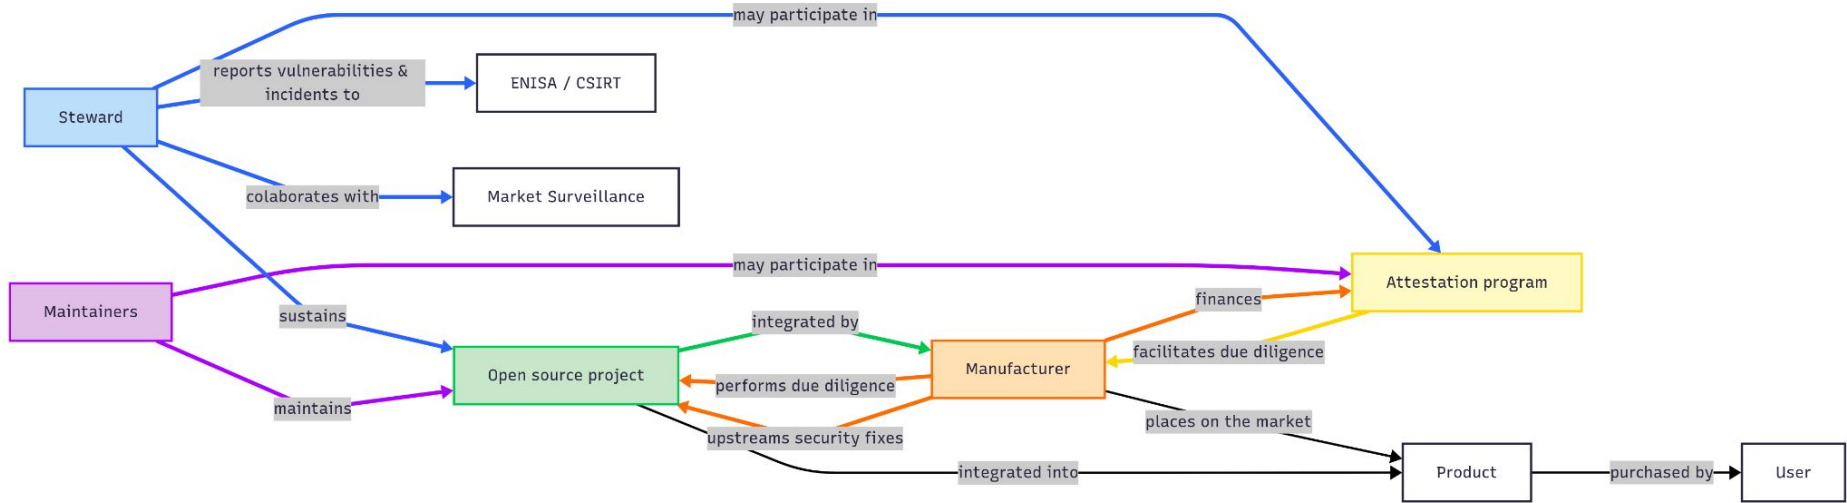 may participate in
reports vulnerabilities &
incidents to
ENISA / CSIRT
Steward
colaborates with
Market Surveillance
may participate in
Attestation program
Maintainers
finances
sustains
integrated by
facilitates due diligence
Open source project
Manufacturer
performs due diligence
maintains
places on the market
upstreams security fixes
integrated into
Product
purchased by
User